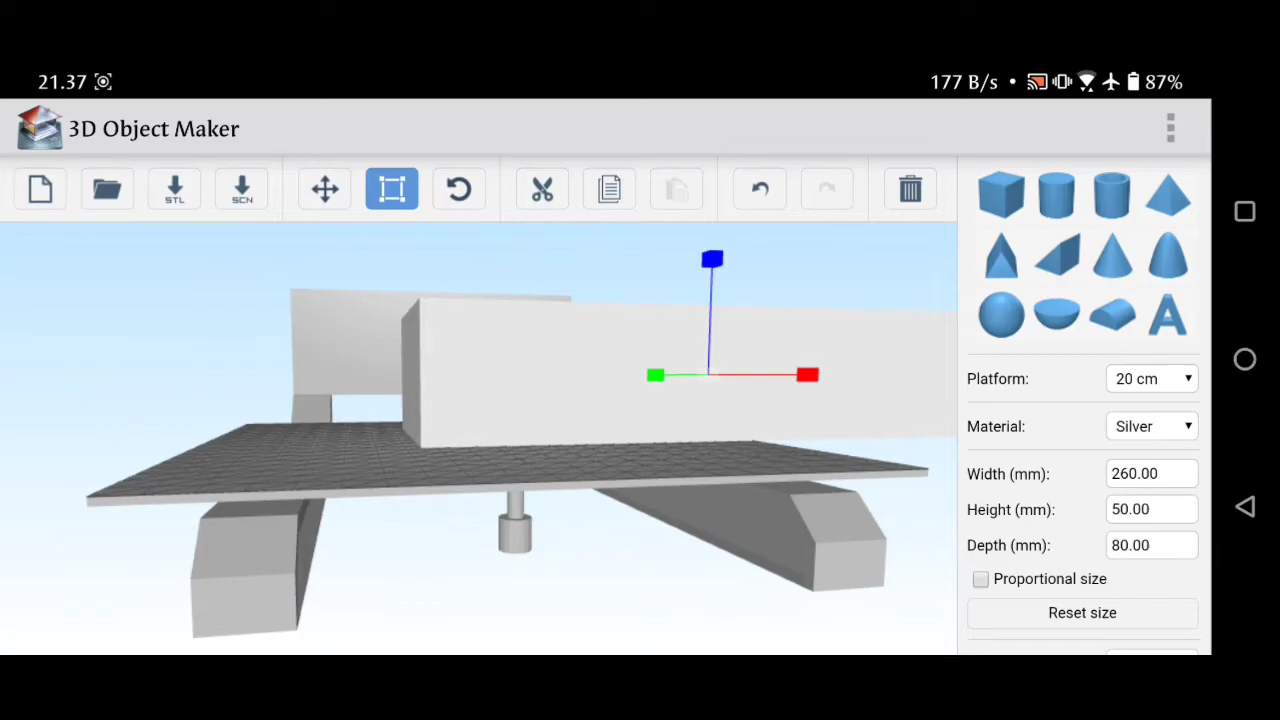 21.37
177 B/s • 87%
3D Object Maker
STL
SCN
A
Platform: 20 cm
Material: Silver
Width (mm): 260.00
Height (mm): 50.00
Depth (mm): 80.00
Proportional size
Reset size